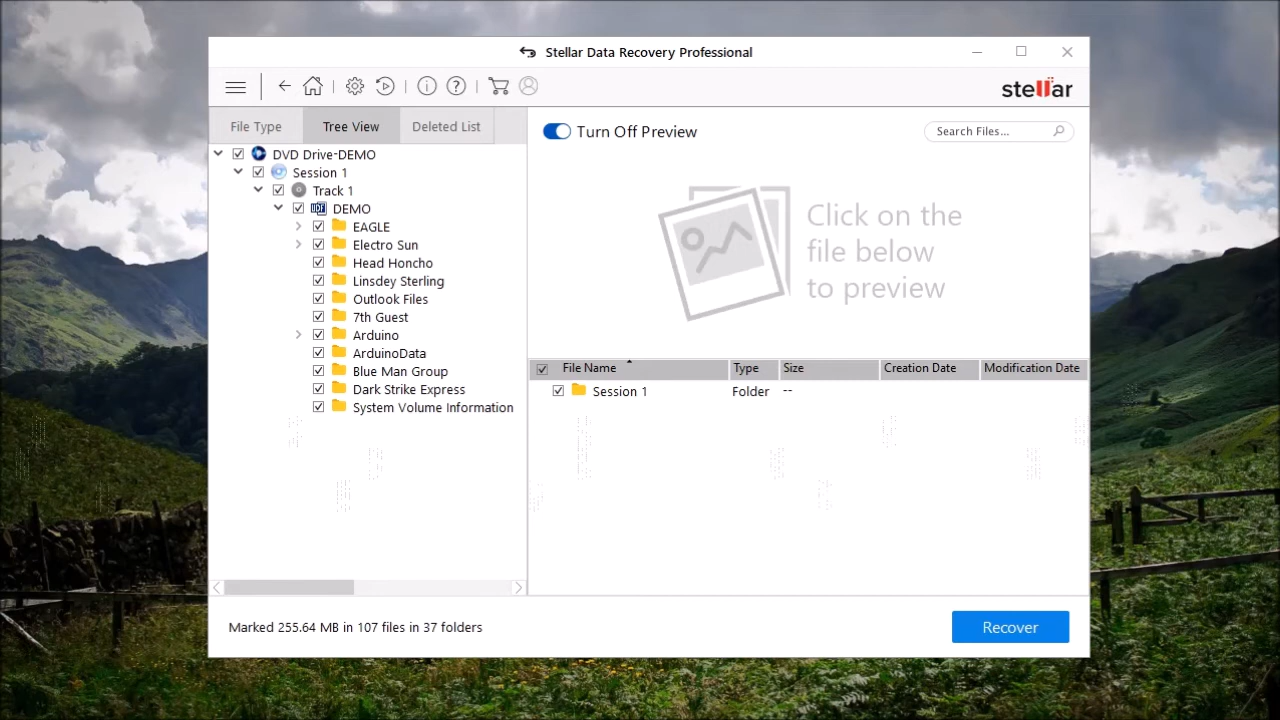 Stellar Data Recovery Professional
stellar
File Type
Tree View
Deleted List
Turn Off Preview
Search Files...
DVD Drive-DEMO
Session 1
Track 1
DEMO
EAGLE
Electro Sun
Head Honcho
Linsdey Sterling
Outlook Files
7th Guest
Arduino
ArduinoData
Blue Man Group
Dark Strike Express
System Volume Information
Click on the
file below
to preview
File Name Type Size Creation Date Modification Date
Session 1 Folder --
Marked 255.64 MB in 107 files in 37 folders
Recover